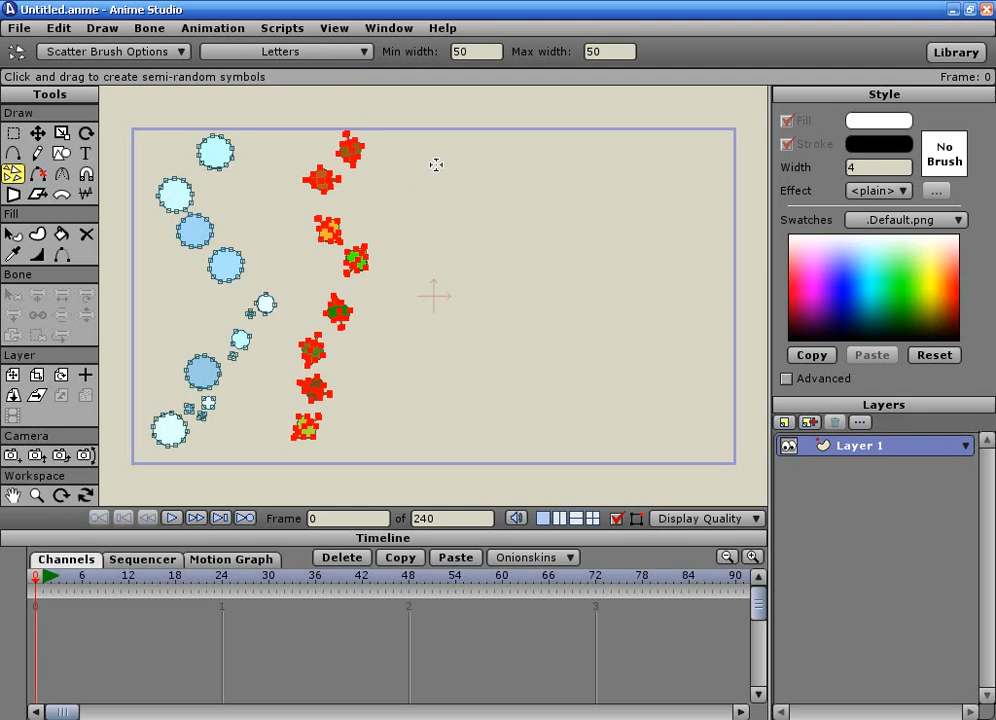 Untitled.anme - Anime Studio
File Edit Draw Bone Animation Scripts View Window Help
Scatter Brush Options Letters Min width: 50 Max width: 50 Library
Click and drag to create semi-random symbols Frame: 0
Tools Style
Draw
Fill
Stroke
No Brush
Width 4
Effect <plain> ...
T
Fill
Swatches .Default.png
Bone
Layer
Copy Paste Reset
Advanced
Layers
Camera
Layer 1
Workspace
Frame 0 of 240 Display Quality
Timeline
Channels Sequencer Motion Graph Delete Copy Paste Onionskins
0 6 12 18 24 30 36 42 48 54 60 66 72 78 84 90
0 1 2 3